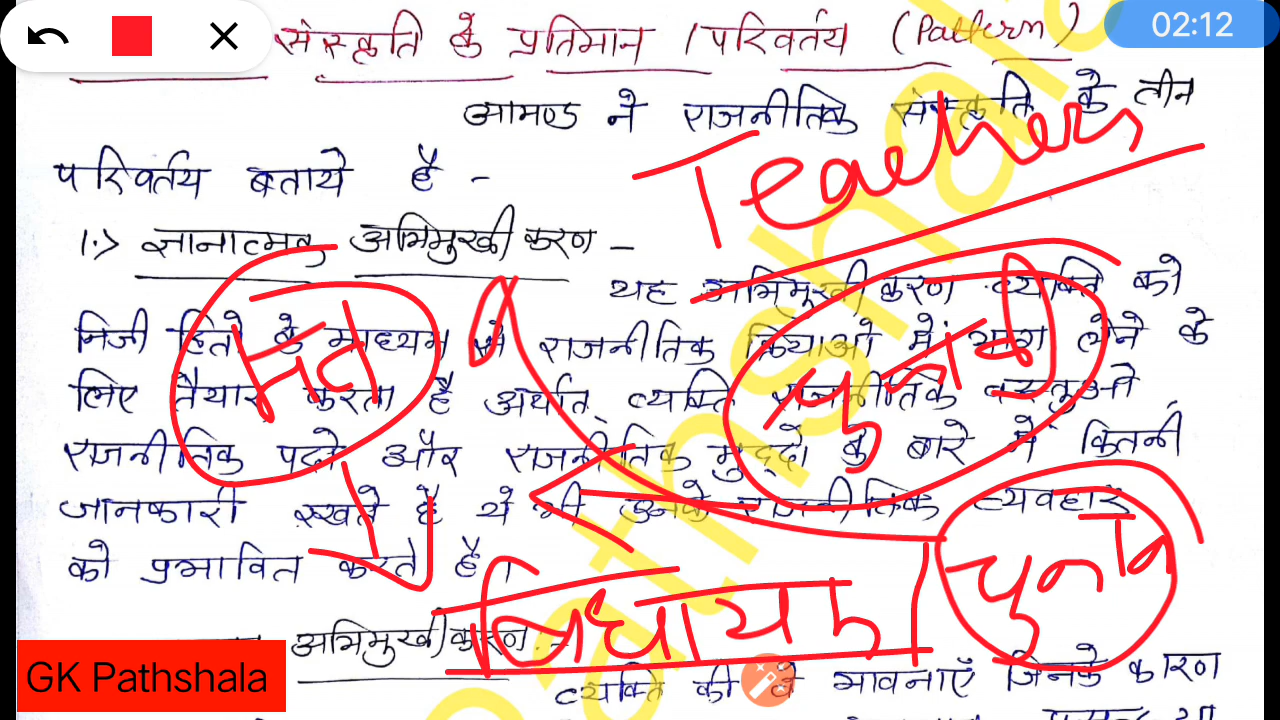 संस्कृति के प्रतिमान / परिवर्तय (Pattern)
02:12
आमण्ड ने राजनीतिक संस्कृति के तीन
परिवर्तय बताये है -
Teachers
1.> ज्ञानात्मक अभिमुखीकरण -
यह अभिमुखीकरण व्यक्ति को
निजी हितो के माध्यम से राजनीतिक क्रियाओ में भाग लेने के
लिए तैयार करता है अर्थात् व्यक्ति राजनीतिक वस्तुओ,
राजनीतिक पदो और राजनीतिक मुद्दो के बारे में कितनी
जानकारी रखते है ये भी उनके राजनीतिक व्यवहार
को प्रभावित करते है।
मत
चुनाव
विधायक
अभिमुखीकरण -
GK Pathshala
व्यक्ति की वे भावनाएँ जिनके कारण